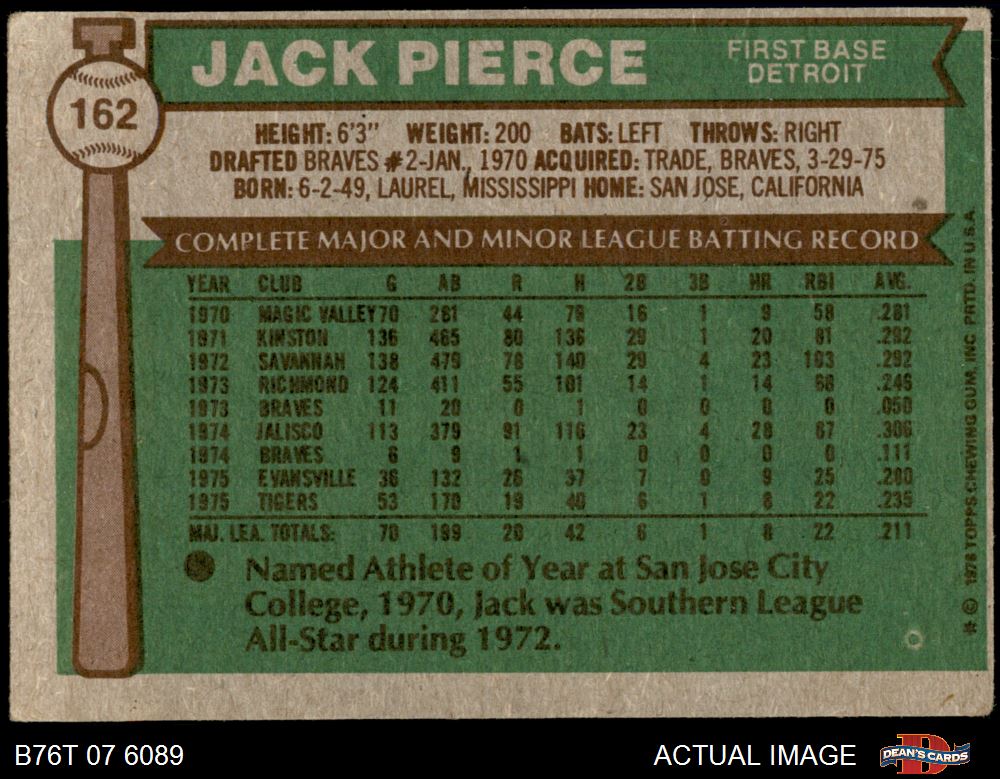 162
JACK PIERCE
FIRST BASE
DETROIT
HEIGHT: 6'3" WEIGHT: 200 BATS: LEFT THROWS: RIGHT
DRAFTED BRAVES #2-JAN., 1970 ACQUIRED: TRADE, BRAVES, 3-29-75
BORN: 6-2-49, LAUREL, MISSISSIPPI HOME: SAN JOSE, CALIFORNIA
COMPLETE MAJOR AND MINOR LEAGUE BATTING RECORD
YEAR CLUB G AB R H 2B 3B HR RBI AVG.
1970 MAGIC VALLEY 70 281 44 79 16 1 9 58 .281
1971 KINSTON 136 465 80 136 29 1 20 91 .292
1972 SAVANNAH 138 479 78 140 29 4 23 103 .292
1973 RICHMOND 124 411 55 101 14 1 14 68 .246
1973 BRAVES 11 20 0 1 0 0 0 0 .050
1974 JALISCO 113 379 91 116 23 4 28 87 .306
1974 BRAVES 6 9 1 1 0 0 0 0 .111
1975 EVANSVILLE 36 132 26 37 7 0 9 25 .280
1975 TIGERS 53 170 19 40 6 1 8 22 .235
MAJ. LEA. TOTALS: 70 199 20 42 6 1 8 22 .211
Named Athlete of Year at San Jose City
College, 1970, Jack was Southern League
All-Star during 1972.
* © 1976 TOPPS CHEWING GUM, INC PRTD. IN U.S.A.
B76T 07 6089
ACTUAL IMAGE
DEAN'S CARDS